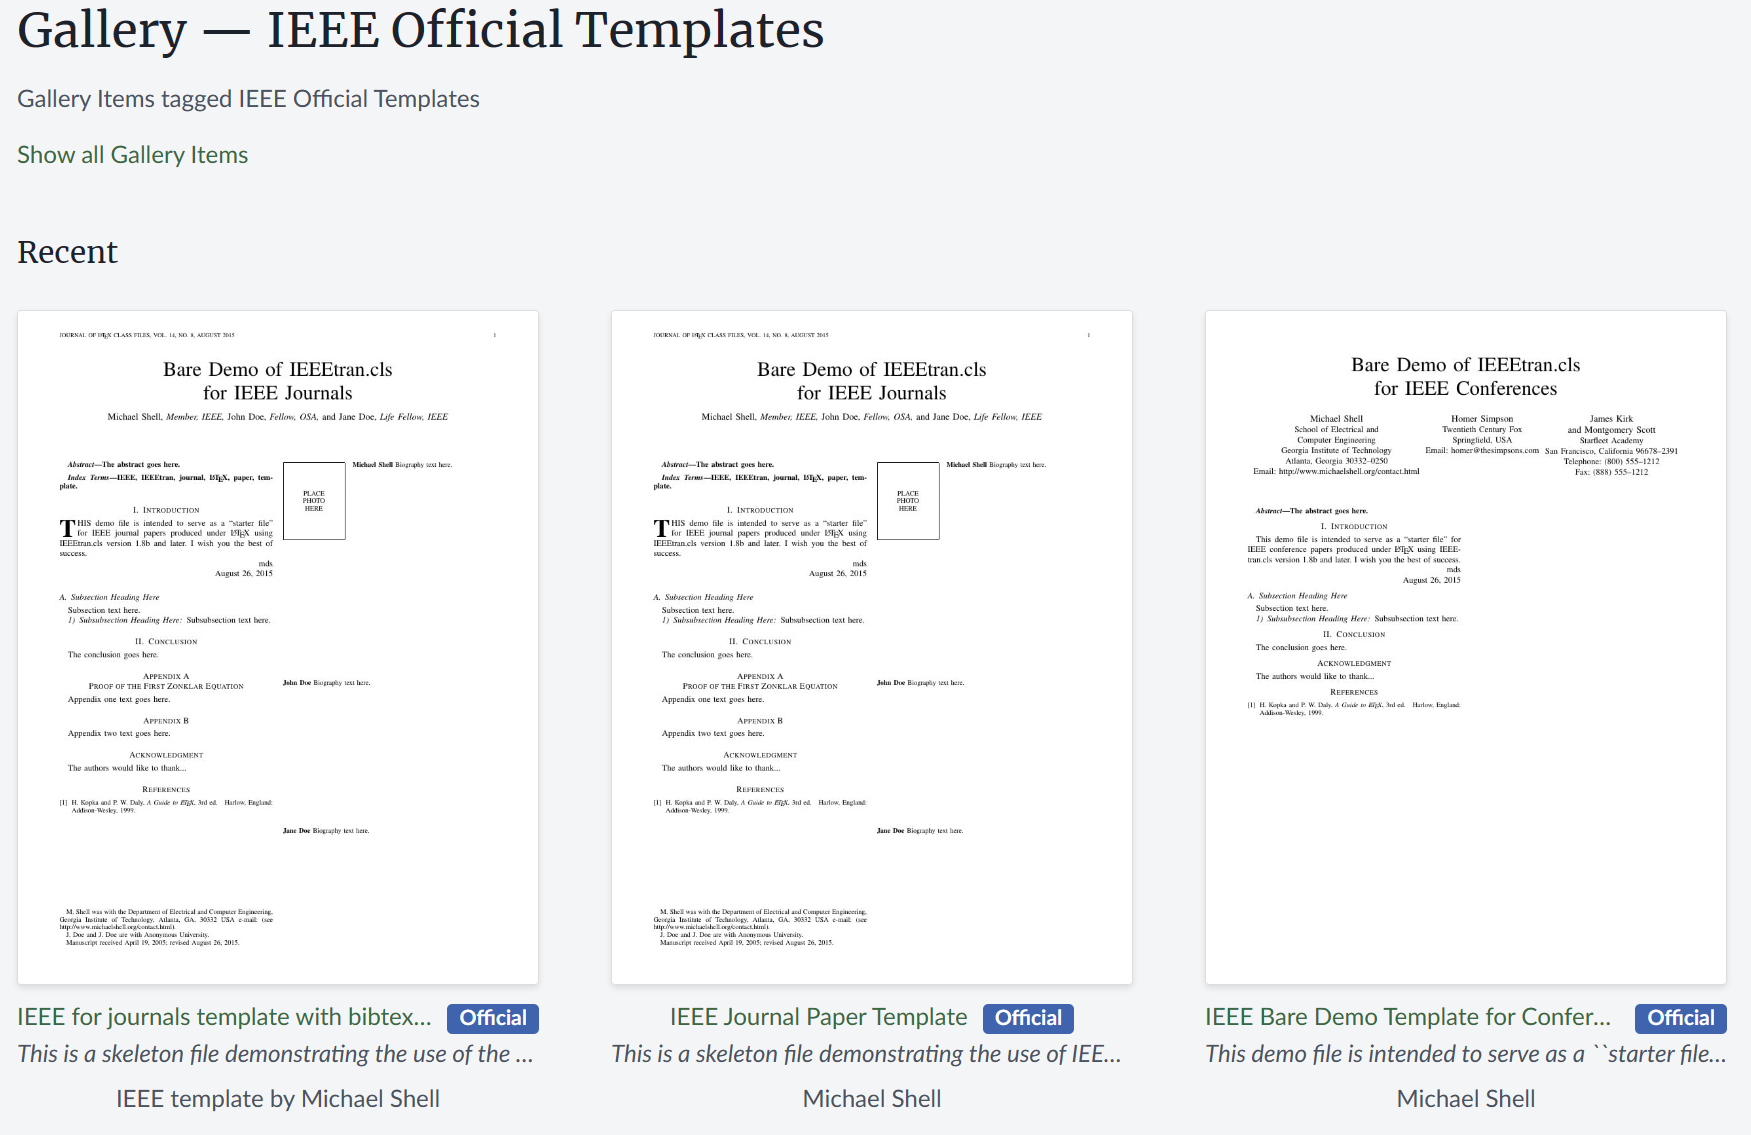 Gallery — IEEE Official Templates
Gallery Items tagged IEEE Official Templates
Show all Gallery Items
Recent
JOURNAL OF LATEX CLASS FILES, VOL. 14, NO. 8, AUGUST 2015 1
Bare Demo of IEEEtran.cls
for IEEE Journals
Michael Shell, Member, IEEE, John Doe, Fellow, OSA, and Jane Doe, Life Fellow, IEEE
Abstract—The abstract goes here.
Index Terms—IEEE, IEEEtran, journal, LATEX, paper, tem-
plate.
I. INTRODUCTION
THIS demo file is intended to serve as a “starter file”
for IEEE journal papers produced under LATEX using
IEEEtran.cls version 1.8b and later. I wish you the best of
success.
mds
August 26, 2015
A. Subsection Heading Here
Subsection text here.
1) Subsubsection Heading Here: Subsubsection text here.
II. CONCLUSION
The conclusion goes here.
APPENDIX A
PROOF OF THE FIRST ZONKLAR EQUATION
Appendix one text goes here.
APPENDIX B
Appendix two text goes here.
ACKNOWLEDGMENT
The authors would like to thank...
REFERENCES
[1] H. Kopka and P. W. Daly, A Guide to LATEX, 3rd ed. Harlow, England:
Addison-Wesley, 1999.
M. Shell was with the Department of Electrical and Computer Engineering,
Georgia Institute of Technology, Atlanta, GA, 30332 USA e-mail: (see
http://www.michaelshell.org/contact.html).
J. Doe and J. Doe are with Anonymous University.
Manuscript received April 19, 2005; revised August 26, 2015.
PLACE
PHOTO
HERE
Michael Shell Biography text here.
John Doe Biography text here.
Jane Doe Biography text here.
IEEE for journals template with bibtex... Official
This is a skeleton file demonstrating the use of the ...
IEEE template by Michael Shell
JOURNAL OF LATEX CLASS FILES, VOL. 14, NO. 8, AUGUST 2015 1
Bare Demo of IEEEtran.cls
for IEEE Journals
Michael Shell, Member, IEEE, John Doe, Fellow, OSA, and Jane Doe, Life Fellow, IEEE
Abstract—The abstract goes here.
Index Terms—IEEE, IEEEtran, journal, LATEX, paper, tem-
plate.
I. INTRODUCTION
THIS demo file is intended to serve as a “starter file”
for IEEE journal papers produced under LATEX using
IEEEtran.cls version 1.8b and later. I wish you the best of
success.
mds
August 26, 2015
A. Subsection Heading Here
Subsection text here.
1) Subsubsection Heading Here: Subsubsection text here.
II. CONCLUSION
The conclusion goes here.
APPENDIX A
PROOF OF THE FIRST ZONKLAR EQUATION
Appendix one text goes here.
APPENDIX B
Appendix two text goes here.
ACKNOWLEDGMENT
The authors would like to thank...
REFERENCES
[1] H. Kopka and P. W. Daly, A Guide to LATEX, 3rd ed. Harlow, England:
Addison-Wesley, 1999.
M. Shell was with the Department of Electrical and Computer Engineering,
Georgia Institute of Technology, Atlanta, GA, 30332 USA e-mail: (see
http://www.michaelshell.org/contact.html).
J. Doe and J. Doe are with Anonymous University.
Manuscript received April 19, 2005; revised August 26, 2015.
PLACE
PHOTO
HERE
Michael Shell Biography text here.
John Doe Biography text here.
Jane Doe Biography text here.
IEEE Journal Paper Template Official
This is a skeleton file demonstrating the use of IEE...
Michael Shell
Bare Demo of IEEEtran.cls
for IEEE Conferences
Michael Shell
School of Electrical and
Computer Engineering
Georgia Institute of Technology
Atlanta, Georgia 30332–0250
Email: http://www.michaelshell.org/contact.html
Homer Simpson
Twentieth Century Fox
Springfield, USA
Email: homer@thesimpsons.com
James Kirk
and Montgomery Scott
Starfleet Academy
San Francisco, California 96678–2391
Telephone: (800) 555–1212
Fax: (888) 555–1212
Abstract—The abstract goes here.
I. INTRODUCTION
This demo file is intended to serve as a “starter file” for
IEEE conference papers produced under LATEX using IEEE-
tran.cls version 1.8b and later. I wish you the best of success.
mds
August 26, 2015
A. Subsection Heading Here
Subsection text here.
1) Subsubsection Heading Here: Subsubsection text here.
II. CONCLUSION
The conclusion goes here.
ACKNOWLEDGMENT
The authors would like to thank...
REFERENCES
[1] H. Kopka and P. W. Daly, A Guide to LATEX, 3rd ed. Harlow, England:
Addison-Wesley, 1999.
IEEE Bare Demo Template for Confer... Official
This demo file is intended to serve as a ``starter file...
Michael Shell